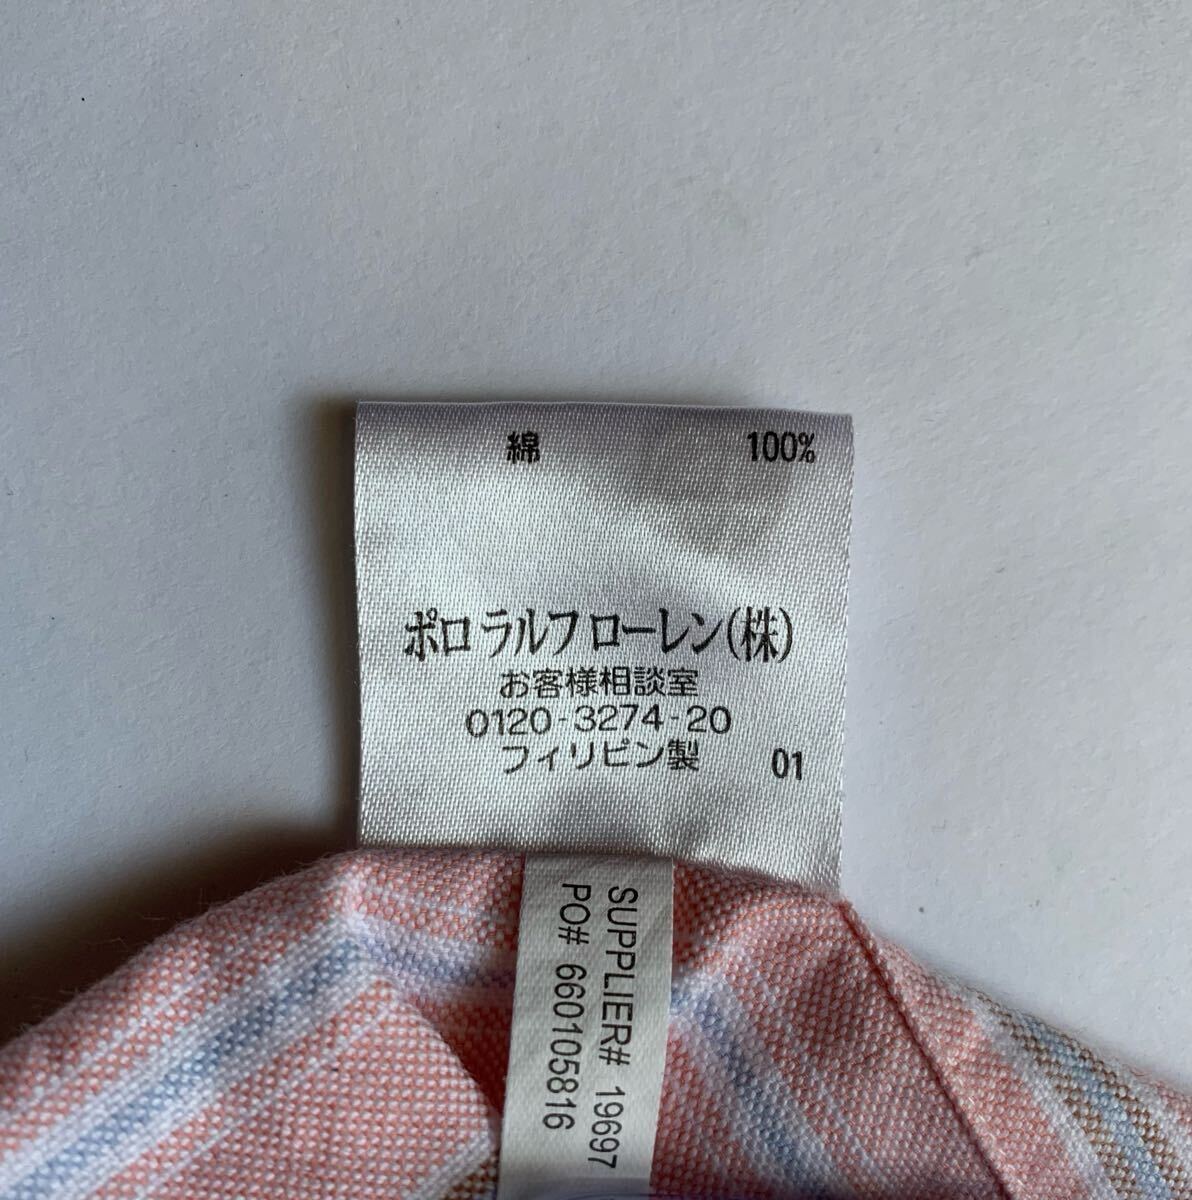 綿 100%
ポロ ラルフ ローレン(株)
お客様相談室
0120-3274-20
フィリピン製 01
SUPPLIER# 19697
PO# 660105816